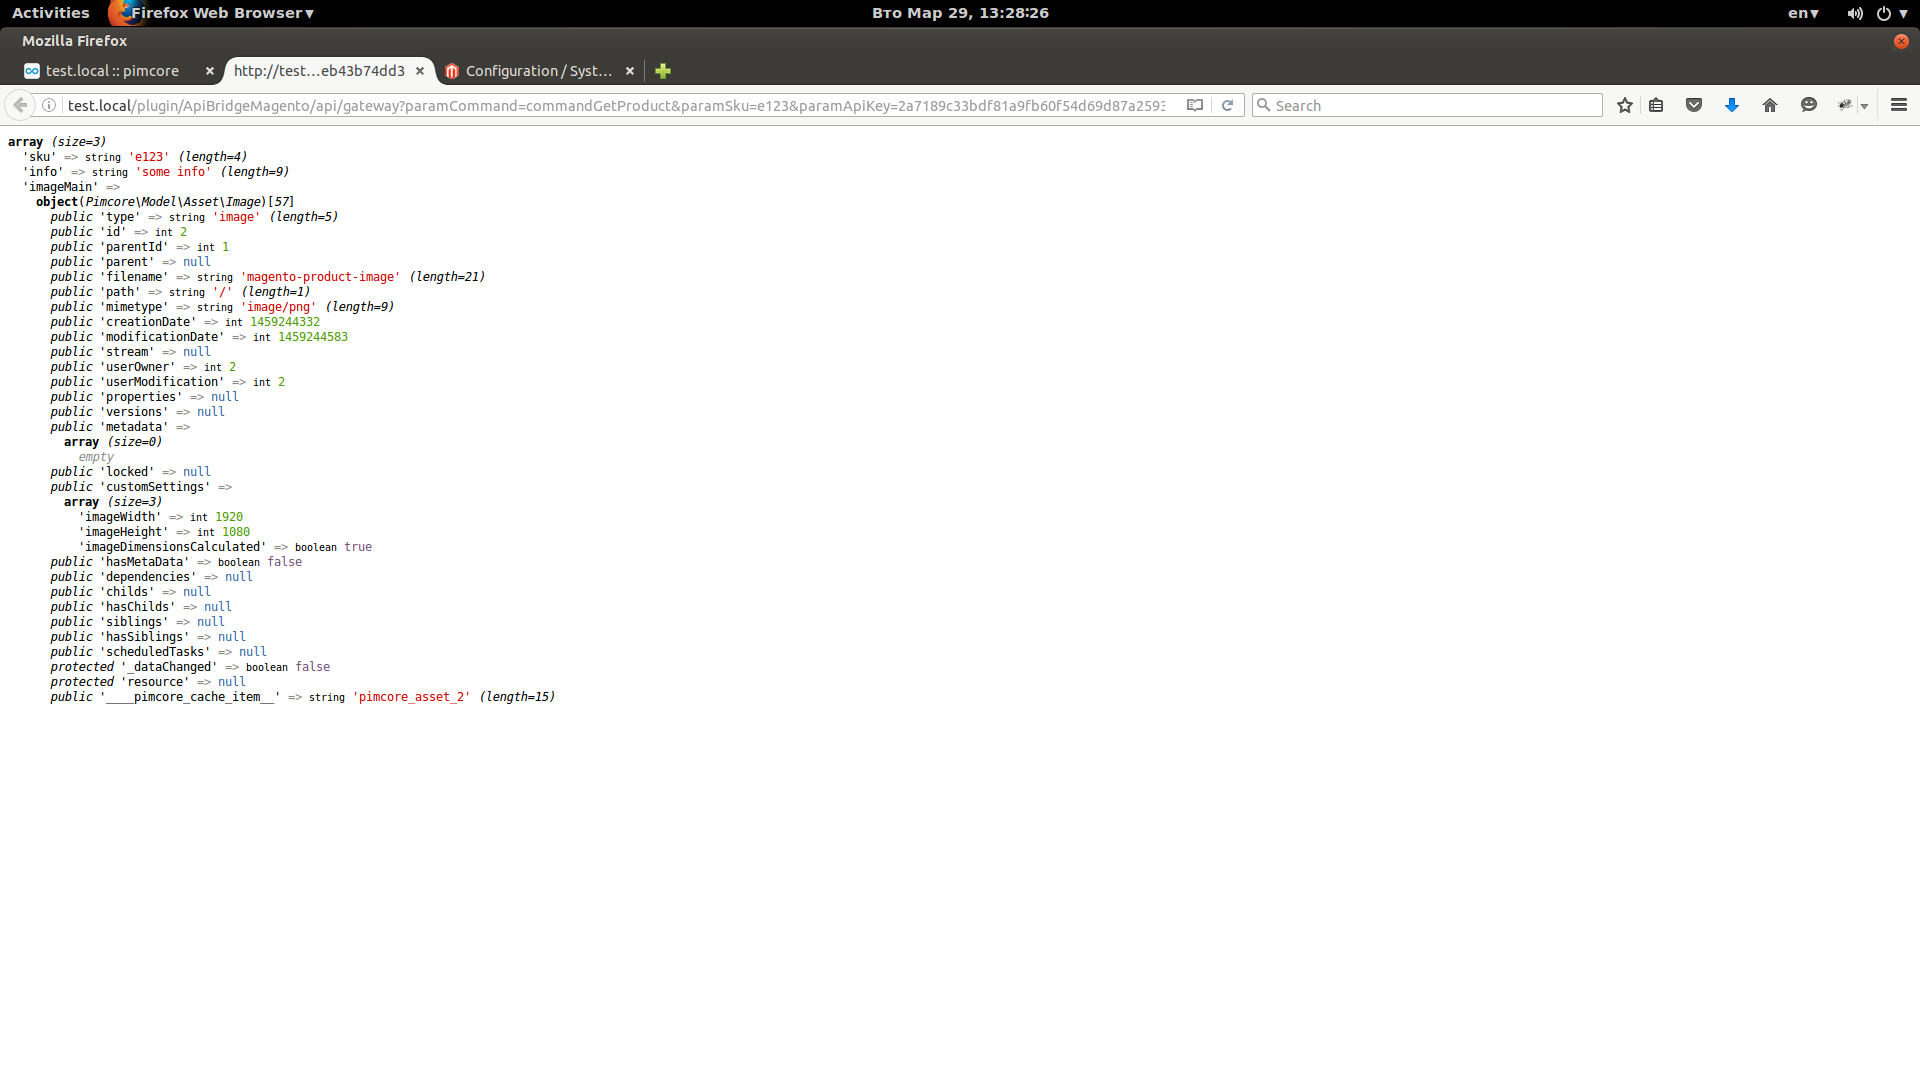 Activities Firefox Web Browser ▾ Вто Мар 29, 13:28:26 en ▾
Mozilla Firefox
test.local :: pimcore × http://test...eb43b74dd3 × Configuration / Syst... ×
test.local/plugin/ApiBridgeMagento/api/gateway?paramCommand=commandGetProduct&paramSku=e123&paramApiKey=2a7189c33bdf81a9fb60f54d69d87a2593 Search
array (size=3)
'sku' => string 'e123' (length=4)
'info' => string 'some info' (length=9)
'imageMain' =>
object(Pimcore\Model\Asset\Image)[57]
public 'type' => string 'image' (length=5)
public 'id' => int 2
public 'parentId' => int 1
public 'parent' => null
public 'filename' => string 'magento-product-image' (length=21)
public 'path' => string '/' (length=1)
public 'mimetype' => string 'image/png' (length=9)
public 'creationDate' => int 1459244332
public 'modificationDate' => int 1459244583
public 'stream' => null
public 'userOwner' => int 2
public 'userModification' => int 2
public 'properties' => null
public 'versions' => null
public 'metadata' =>
array (size=0)
empty
public 'locked' => null
public 'customSettings' =>
array (size=3)
'imageWidth' => int 1920
'imageHeight' => int 1080
'imageDimensionsCalculated' => boolean true
public 'hasMetaData' => boolean false
public 'dependencies' => null
public 'childs' => null
public 'hasChilds' => null
public 'siblings' => null
public 'hasSiblings' => null
public 'scheduledTasks' => null
protected '_dataChanged' => boolean false
protected 'resource' => null
public '____pimcore_cache_item__' => string 'pimcore_asset_2' (length=15)